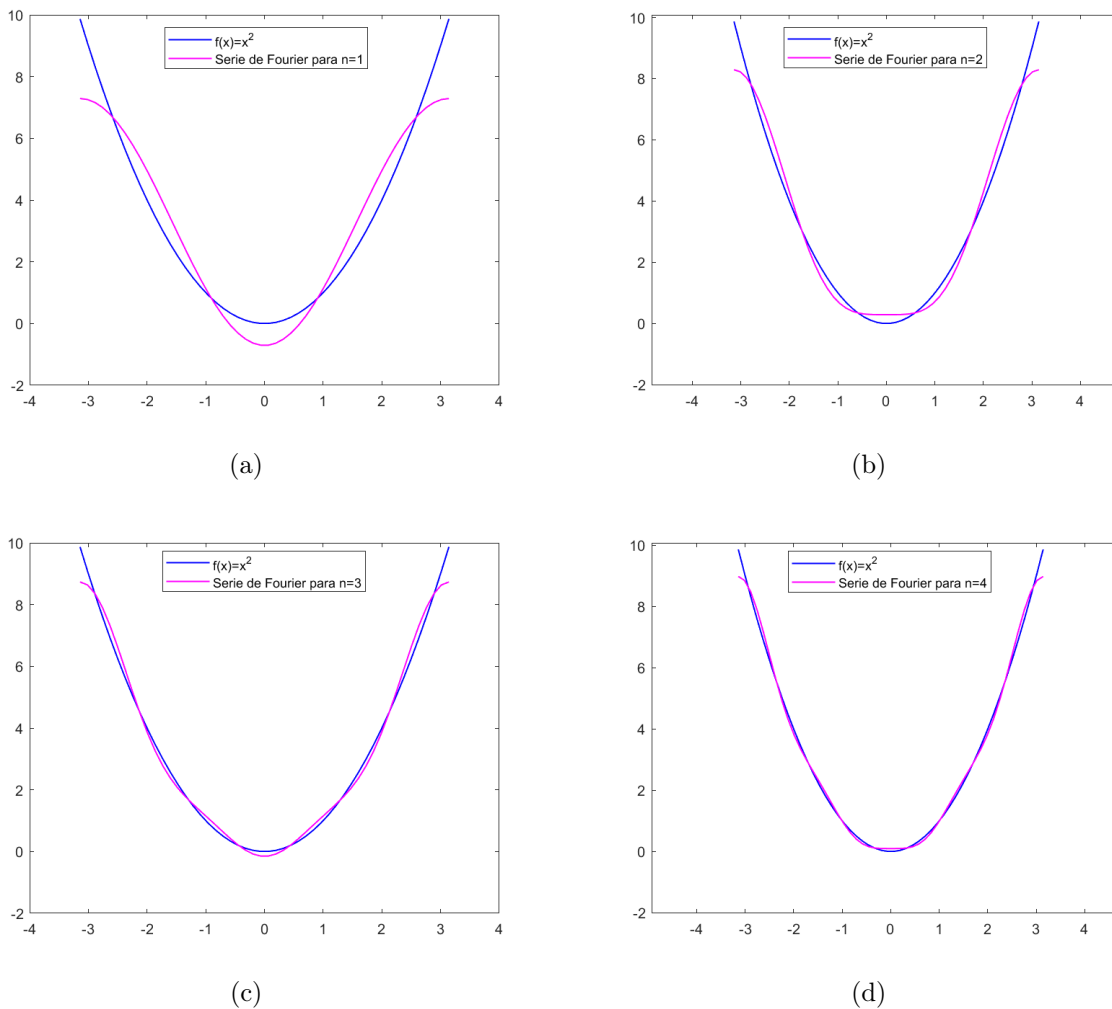 10
8
6
4
2
0
-2
-4 -3 -2 -1 0 1 2 3 4
f(x)=x²
Serie de Fourier para n=1
(a)
10
8
6
4
2
0
-2
-4 -3 -2 -1 0 1 2 3 4
f(x)=x²
Serie de Fourier para n=2
(b)
10
8
6
4
2
0
-2
-4 -3 -2 -1 0 1 2 3 4
f(x)=x²
Serie de Fourier para n=3
(c)
10
8
6
4
2
0
-2
-4 -3 -2 -1 0 1 2 3 4
f(x)=x²
Serie de Fourier para n=4
(d)